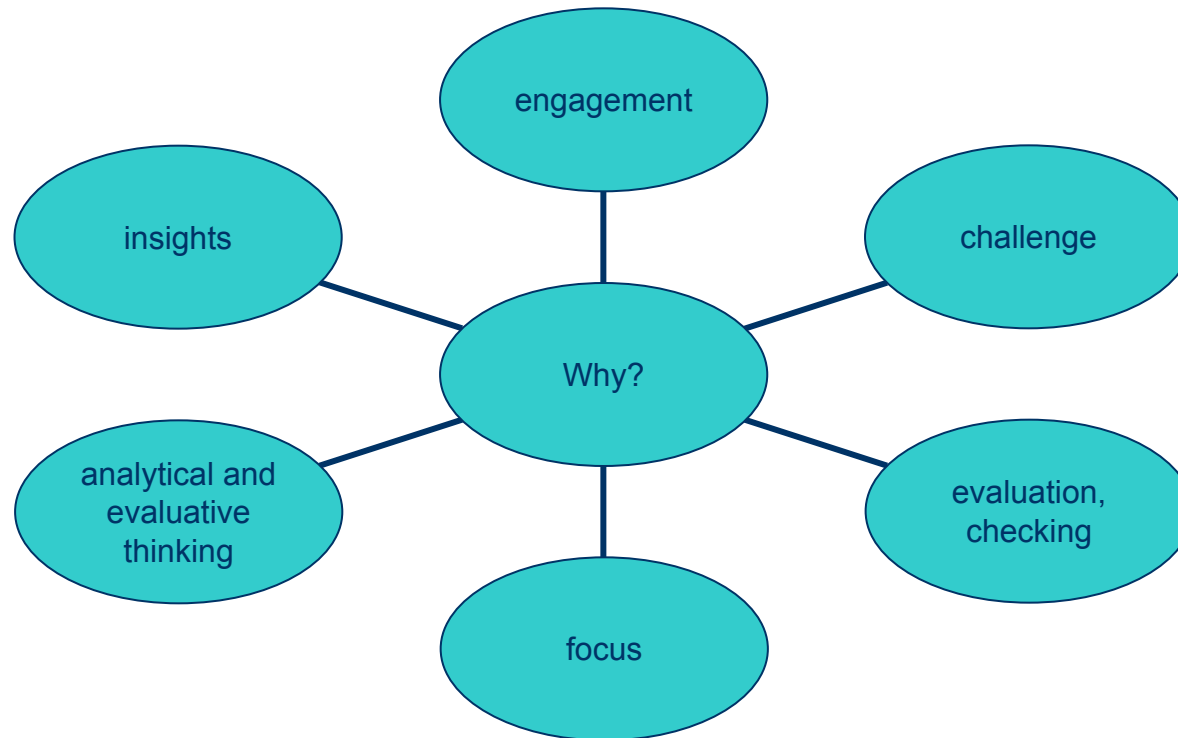 engagement
insights
challenge
Why?
analytical and
evaluative
thinking
evaluation,
checking
focus